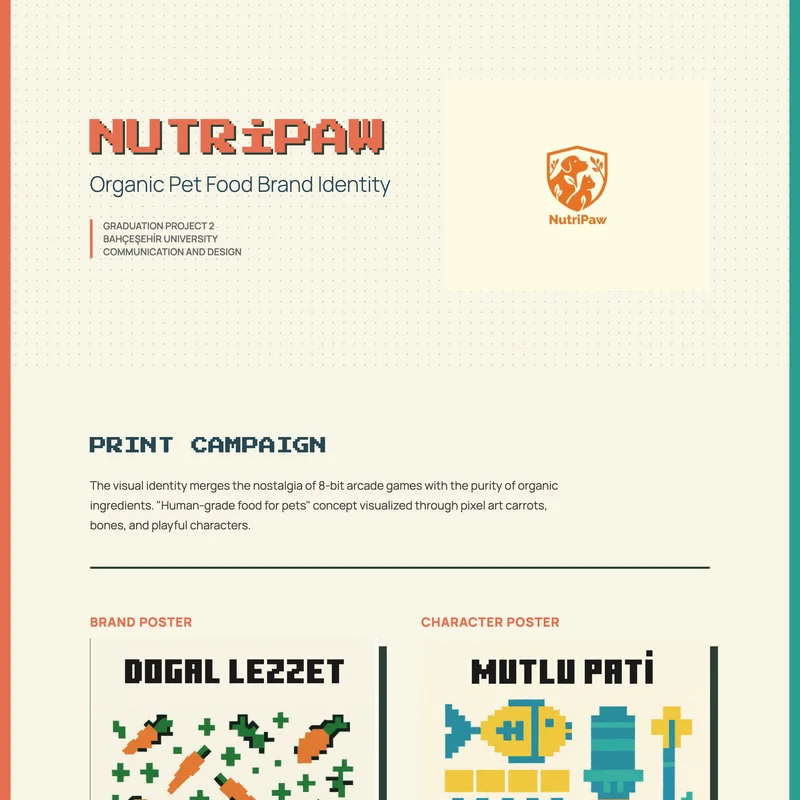 NUTRiPAW
Organic Pet Food Brand Identity
GRADUATION PROJECT 2
BAHÇEŞEHİR UNIVERSITY
COMMUNICATION AND DESIGN
NutriPaw
PRINT CAMPAIGN
The visual identity merges the nostalgia of 8-bit arcade games with the purity of organic
ingredients. "Human-grade food for pets" concept visualized through pixel art carrots,
bones, and playful characters.
BRAND POSTER
CHARACTER POSTER
DOGAL LEZZET
MUTLU PATİ